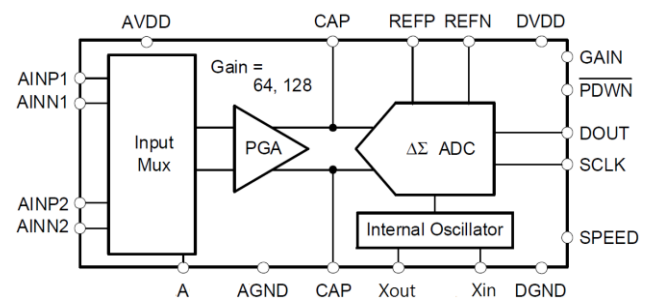 AVDD
CAP
REFP
REFN
DVDD
AINP1
AINN1
Gain =
64, 128
GAIN
PDWN
Input
Mux
PGA
ΔΣ ADC
DOUT
SCLK
AINP2
AINN2
Internal Oscillator
SPEED
A
AGND
CAP
Xout
Xin
DGND